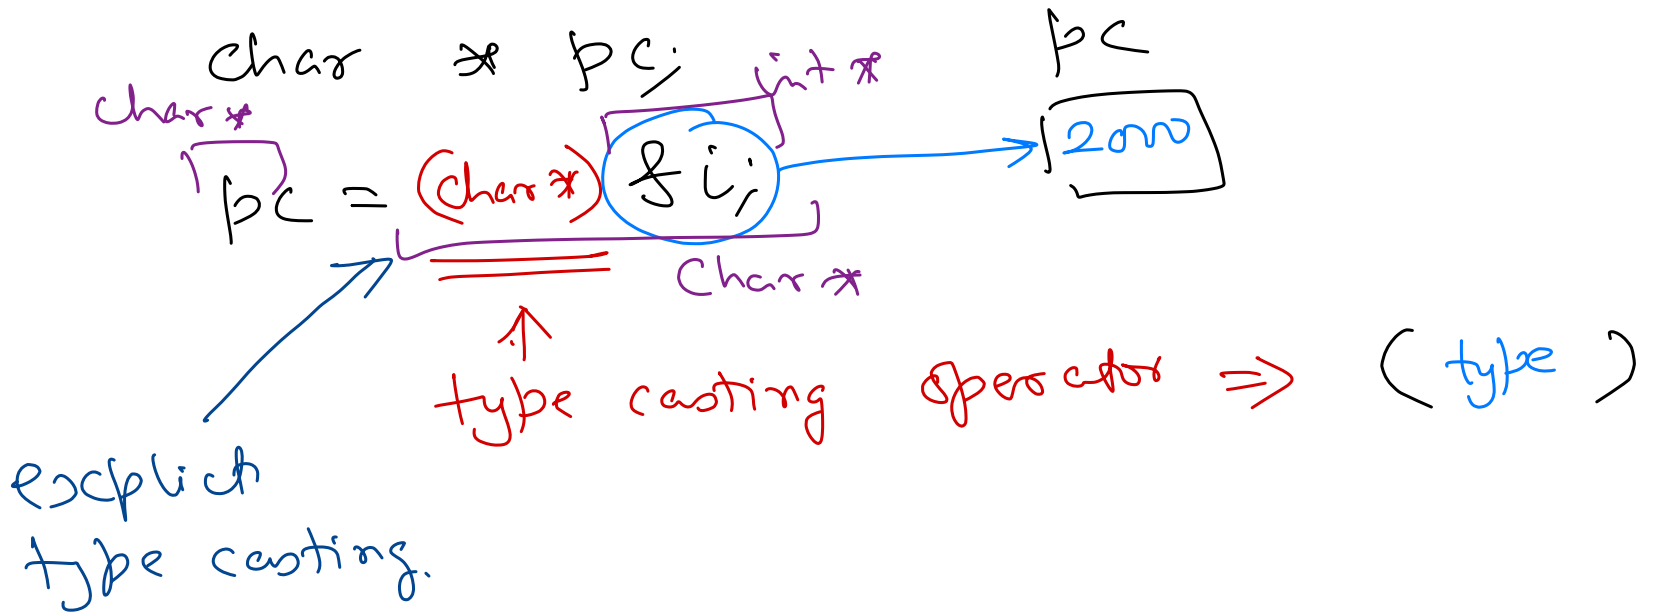 char * pc; pc
int *
char *
2000
pc = (char *) &i;
char *
type casting operator => (type)
explicit
type casting.